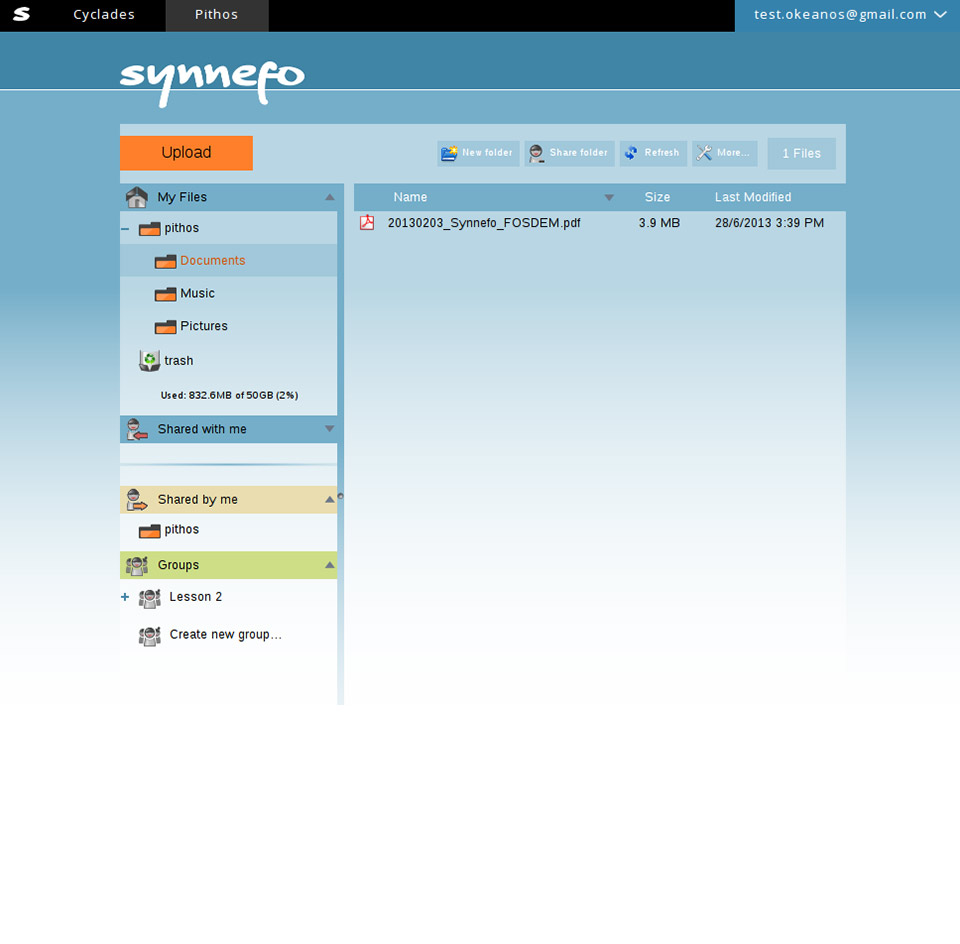 S Cyclades Pithos test.okeanos@gmail.com
synnefo
Upload New folder Share folder Refresh More... 1 Files
My Files
pithos
Documents
Music
Pictures
trash
Used: 832.6MB of 50GB (2%)
Shared with me
Shared by me
pithos
Groups
Lesson 2
Create new group...
Name Size Last Modified
20130203_Synnefo_FOSDEM.pdf 3.9 MB 28/6/2013 3:39 PM